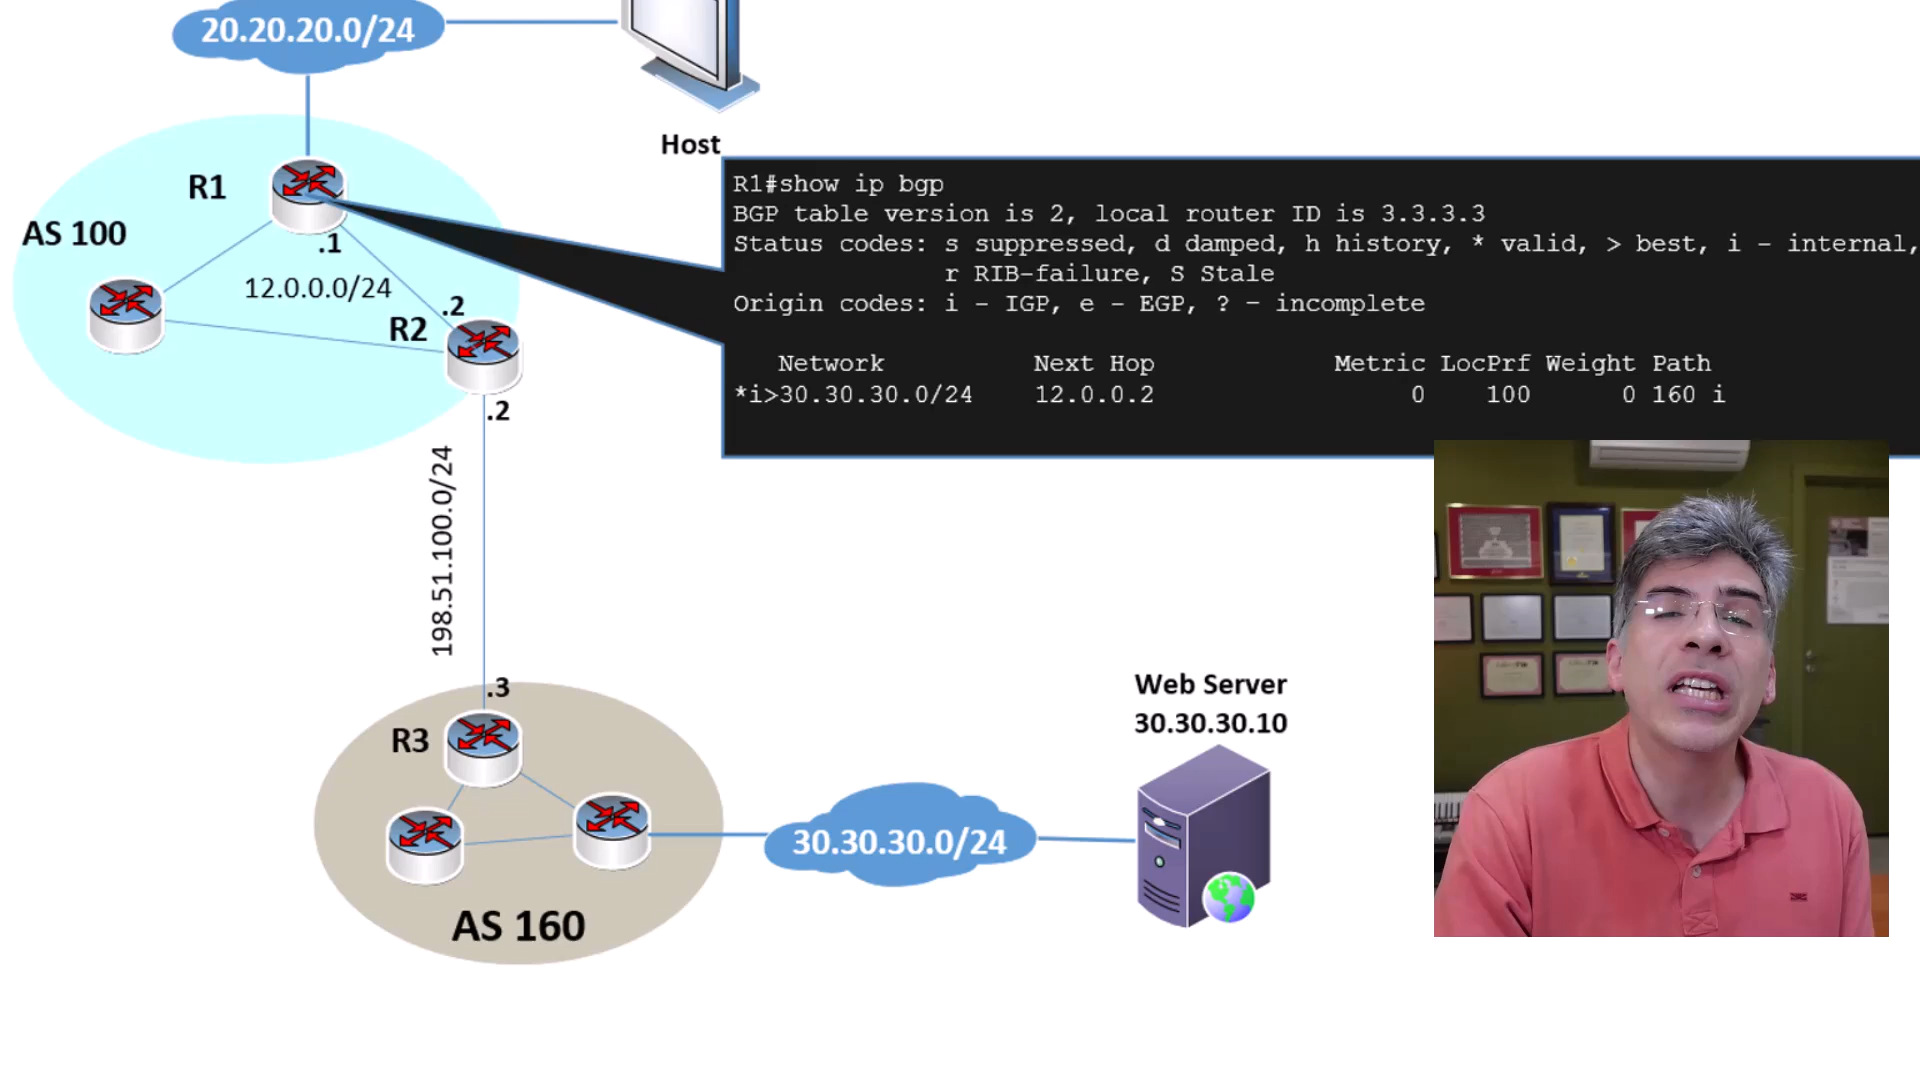 20.20.20.0/24
Host
R1
AS 100
.1
12.0.0.0/24
.2
R2
.2
198.51.100.0/24
.3
R3
AS 160
30.30.30.0/24
Web Server
30.30.30.10
R1#show ip bgp
BGP table version is 2, local router ID is 3.3.3.3
Status codes: s suppressed, d damped, h history, * valid, > best, i - internal,
r RIB-failure, S Stale
Origin codes: i - IGP, e - EGP, ? - incomplete
Network Next Hop Metric LocPrf Weight Path
*i>30.30.30.0/24 12.0.0.2 0 100 0 160 i